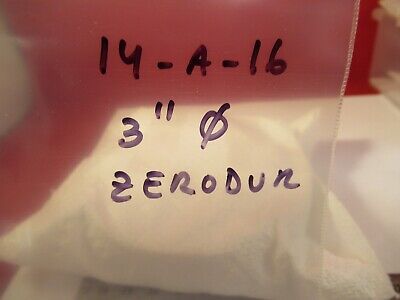 14-A-16
3" ϕ
ZERODUR